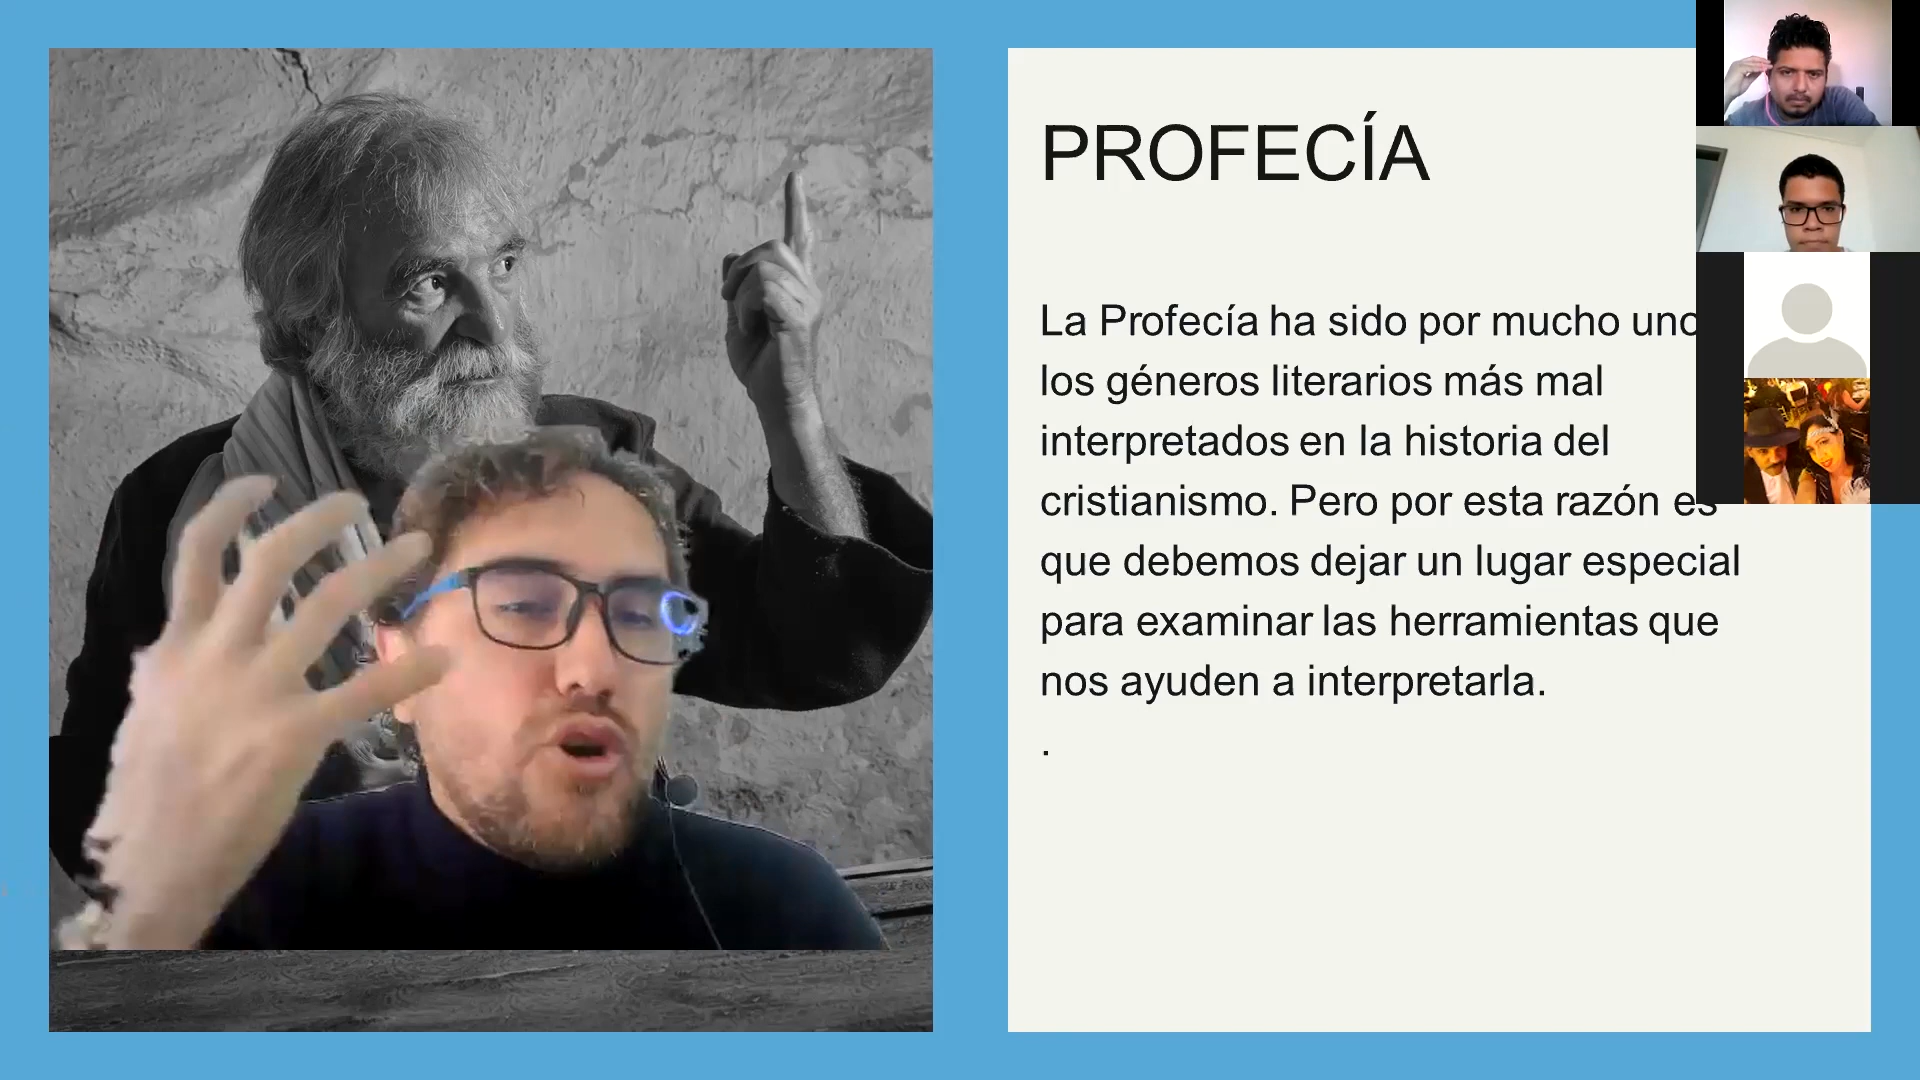 PROFECÍA
La Profecía ha sido por mucho uno
los géneros literarios más mal
interpretados en la historia del
cristianismo. Pero por esta razón es
que debemos dejar un lugar especial
para examinar las herramientas que
nos ayuden a interpretarla.
.